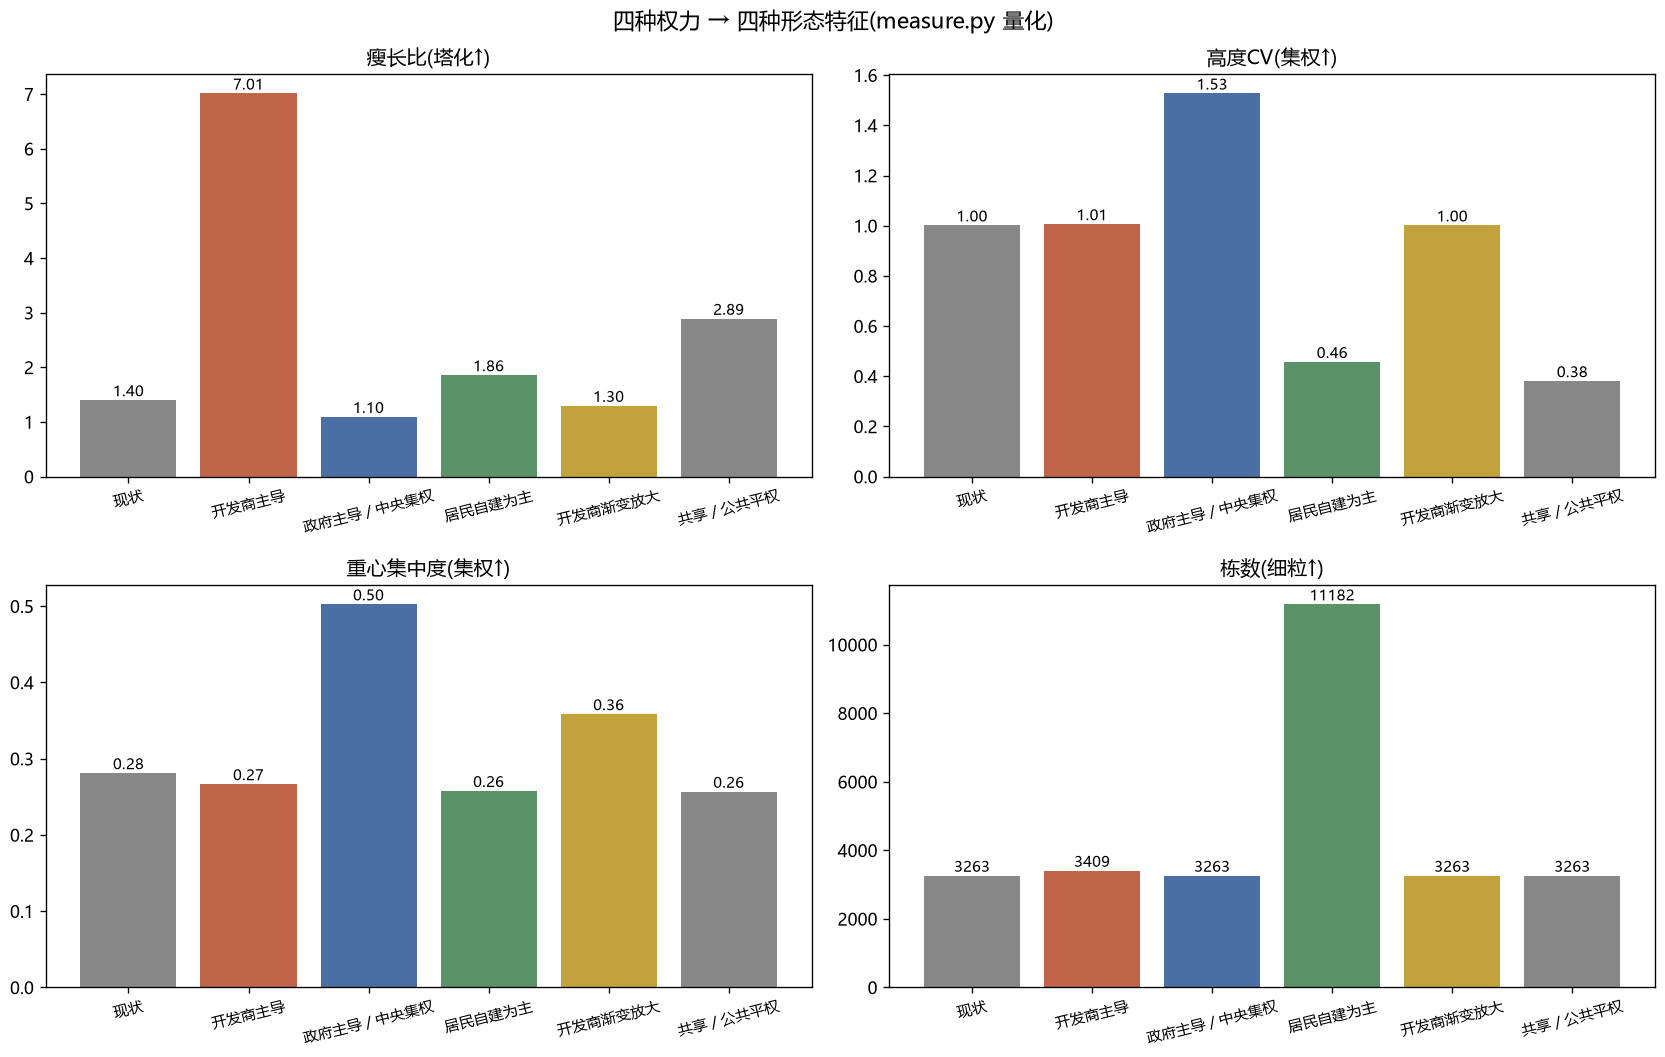 四种权力 → 四种形态特征(measure.py 量化)
瘦长比(塔化↑)
7
6
5
4
3
2
1
0
1.40
7.01
1.10
1.86
1.30
2.89
现状
开发商主导
政府主导 / 中央集权
居民自建为主
开发商渐变放大
共享 / 公共平权
高度CV(集权↑)
1.6
1.4
1.2
1.0
0.8
0.6
0.4
0.2
0.0
1.00
1.01
1.53
0.46
1.00
0.38
现状
开发商主导
政府主导 / 中央集权
居民自建为主
开发商渐变放大
共享 / 公共平权
重心集中度(集权↑)
0.5
0.4
0.3
0.2
0.1
0.0
0.28
0.27
0.50
0.26
0.36
0.26
现状
开发商主导
政府主导 / 中央集权
居民自建为主
开发商渐变放大
共享 / 公共平权
栋数(细粒↑)
10000
8000
6000
4000
2000
0
3263
3409
3263
11182
3263
3263
现状
开发商主导
政府主导 / 中央集权
居民自建为主
开发商渐变放大
共享 / 公共平权